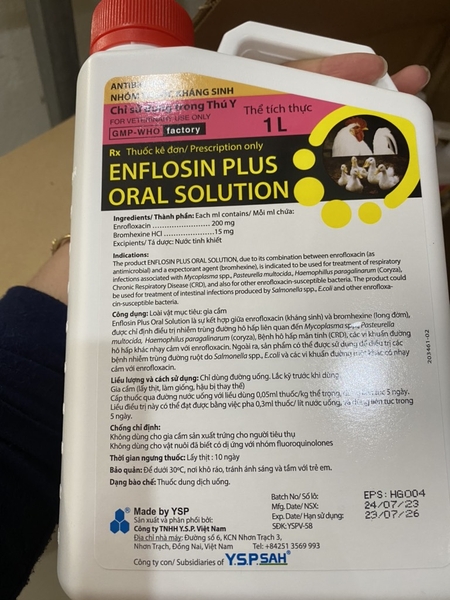 ANTIBI
NHÓM KHÁNG SINH
Chỉ sử dụng trong Thú Y
FOR VETERINARY USE ONLY
GMP-WHO factory
Thể tích thực
1L
Rx Thuốc kê đơn/ Prescription only
ENFLOSIN PLUS
ORAL SOLUTION
Ingredients/ Thành phần: Each ml contains/ Mỗi ml chứa:
Enrofloxacin ........................ 200 mg
Bromhexine HCl .....................15 mg
Excipients/ Tá dược: Nước tinh khiết
Indications:
The product ENFLOSIN PLUS ORAL SOLUTION, due to its combination between enrofloxacin (as
antimicrobial) and a expectorant agent (bromhexine), is indicated to be used for treatment of respiratory
infections associated with Mycoplasma spp., Pasteurella multocida, Haemophilus paragalinarum (Coryza),
Chronic Respiratory Disease (CRD), and also for other enrofloxacin-susceptible bacteria. The product could
be used for treatment of intestinal infections produced by Salmonella spp., E.coli and other enrofloxa-
cin-susceptible bacteria.
Công dụng: Loài vật mục tiêu: gia cầm
Enflosin Plus Oral Solution là sự kết hợp giữa enrofloxacin (kháng sinh) và bromhexine (long đờm),
được chỉ định điều trị nhiễm trùng đường hô hấp liên quan đến Mycoplasma spp., Pasteurella
multocida, Haemophilus paragalinarum (coryza), Bệnh hô hấp mãn tính (CRD), các vi khuẩn đường
hô hấp khác nhạy cảm với enrofloxacin. Ngoài ra, sản phẩm có thể được sử dụng để điều trị các
bệnh nhiễm trùng đường ruột do Salmonella spp., E.coli và các vi khuẩn đường ruột khác có nhạy
cảm với enrofloxacin.
Liều lượng và cách sử dụng: Chỉ dùng đường uống. Lắc kỹ trước khi dùng.
Gia cầm (lấy thịt, làm giống, hậu bị thay thế)
Cấp thuốc qua đường nước uống với liều dùng 0,05ml thuốc/kg thể trọng, dùng liên tục 5 ngày.
Liều điều trị này có thể đạt được bằng việc pha 0,3ml thuốc/ lít nước uống, và dùng liên tục trong
5 ngày.
Chống chỉ định:
Không dùng cho gia cầm sản xuất trứng cho người tiêu thụ
Không dùng cho vật nuôi đã biết có dị ứng với nhóm fluoroquinolones
Thời gian ngưng thuốc: Lấy thịt : 10 ngày
Bảo quản: Để dưới 30ºC, nơi khô ráo, tránh ánh sáng và tầm với trẻ em.
Dạng bào chế: Thuốc dung dịch uống.
203461-02
Batch No/ Số lô: EPS: HG004
Mfg. Date/ NSX: 24/07/23
Exp. Date/ Hạn sử dụng: 23/07/26
SĐK: YSPV-58
® Made by YSP
Sản xuất và phân phối bởi:
Công ty TNHH Y.S.P. Việt Nam
Địa chỉ nhà máy: Đường số 6, KCN Nhơn Trạch 3,
Nhơn Trạch, Đồng Nai, Việt Nam Tel: +84251 3569 993
Công ty con/ Subsidiaries of Y.S.P.SAH®